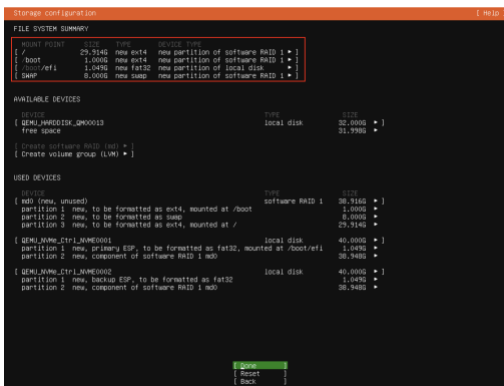 Storage configuration [ Help ]
FILE SYSTEM SUMMARY
MOUNT POINT SIZE TYPE DEVICE TYPE
[ / 29.914G new ext4 new partition of software RAID 1 ▸ ]
[ /boot 1.000G new ext4 new partition of software RAID 1 ▸ ]
[ /boot/efi 1.049G new fat32 new partition of local disk ▸ ]
[ SWAP 8.000G new swap new partition of software RAID 1 ▸ ]
AVAILABLE DEVICES
DEVICE TYPE SIZE
[ QEMU_HARDDISK_QM00013 local disk 32.000G ▸ ]
free space 31.998G ▸
[ Create software RAID (md) ▸ ]
[ Create volume group (LVM) ▸ ]
USED DEVICES
DEVICE TYPE SIZE
[ md0 (new, unused) software RAID 1 38.916G ▸ ]
partition 1 new, to be formatted as ext4, mounted at /boot 1.000G ▸
partition 2 new, to be formatted as swap 8.000G ▸
partition 3 new, to be formatted as ext4, mounted at / 29.914G ▸
[ QEMU_NVMe_Ctrl_NVME0001 local disk 40.000G ▸ ]
partition 1 new, primary ESP, to be formatted as fat32, mounted at /boot/efi 1.049G ▸
partition 2 new, component of software RAID 1 md0 38.948G ▸
[ QEMU_NVMe_Ctrl_NVME0002 local disk 40.000G ▸ ]
partition 1 new, backup ESP, to be formatted as fat32 1.049G ▸
partition 2 new, component of software RAID 1 md0 38.948G ▸
[ Done ]
[ Reset ]
[ Back ]